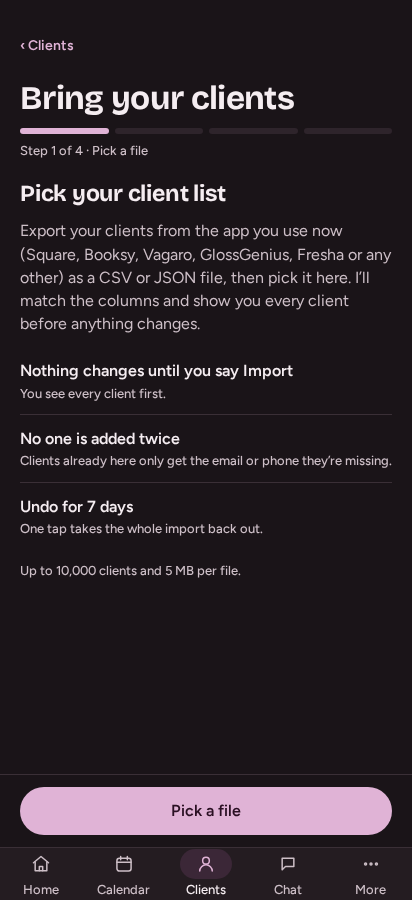 ‹ Clients
Bring your clients
Step 1 of 4 · Pick a file
Pick your client list
Export your clients from the app you use now
(Square, Booksy, Vagaro, GlossGenius, Fresha or any
other) as a CSV or JSON file, then pick it here. I’ll
match the columns and show you every client
before anything changes.
Nothing changes until you say Import
You see every client first.
No one is added twice
Clients already here only get the email or phone they’re missing.
Undo for 7 days
One tap takes the whole import back out.
Up to 10,000 clients and 5 MB per file.
Pick a file
Home Calendar Clients Chat More